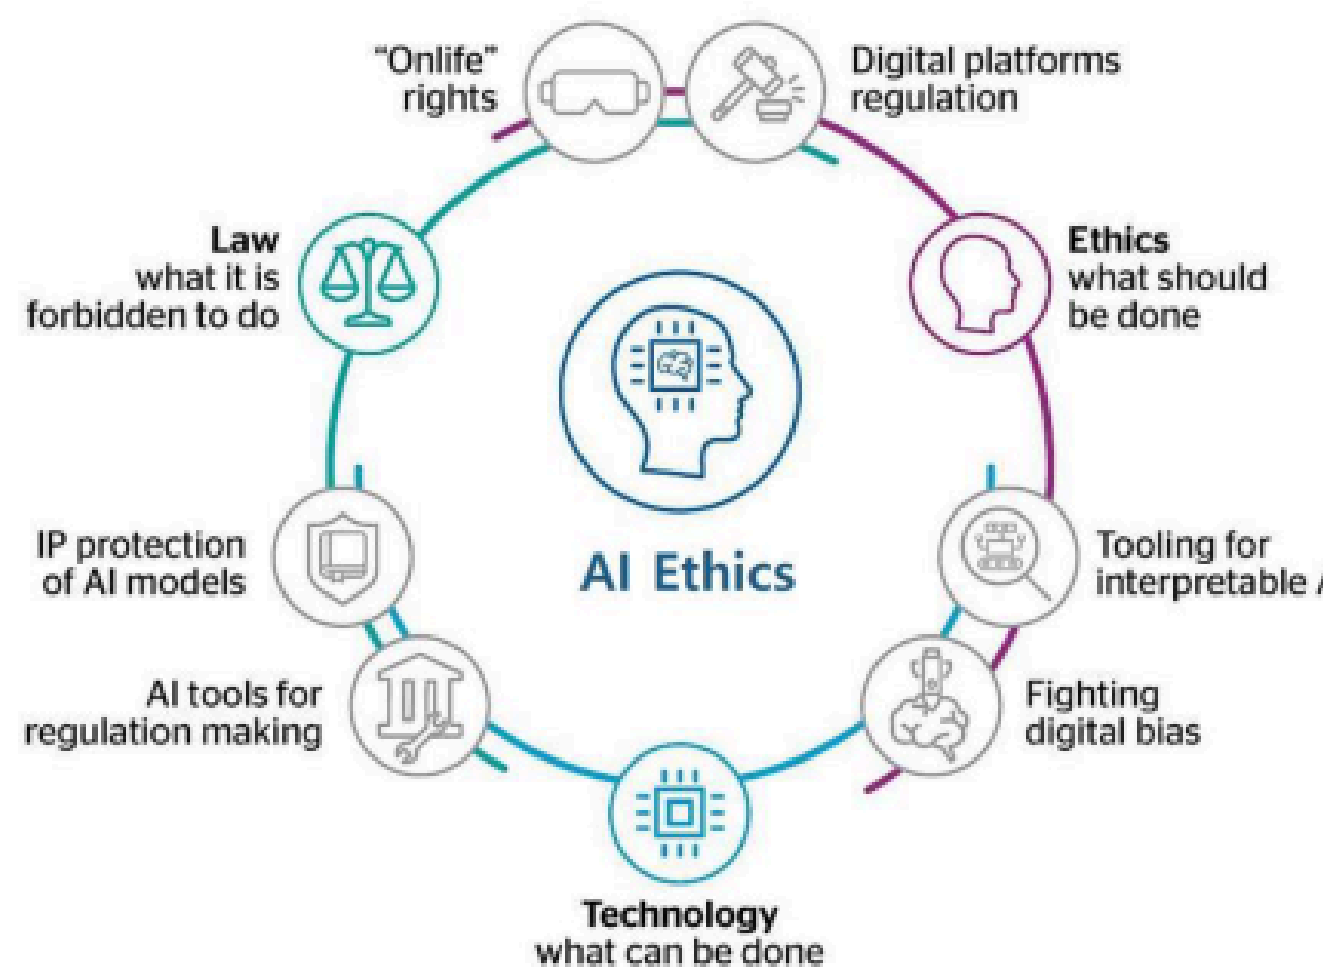 “Onlife”
rights
Digital platforms
regulation
Law
what it is
forbidden to do
Ethics
what should
be done
AI Ethics
IP protection
of AI models
Tooling for
interpretable
AI tools for
regulation making
Fighting
digital bias
Technology
what can be done